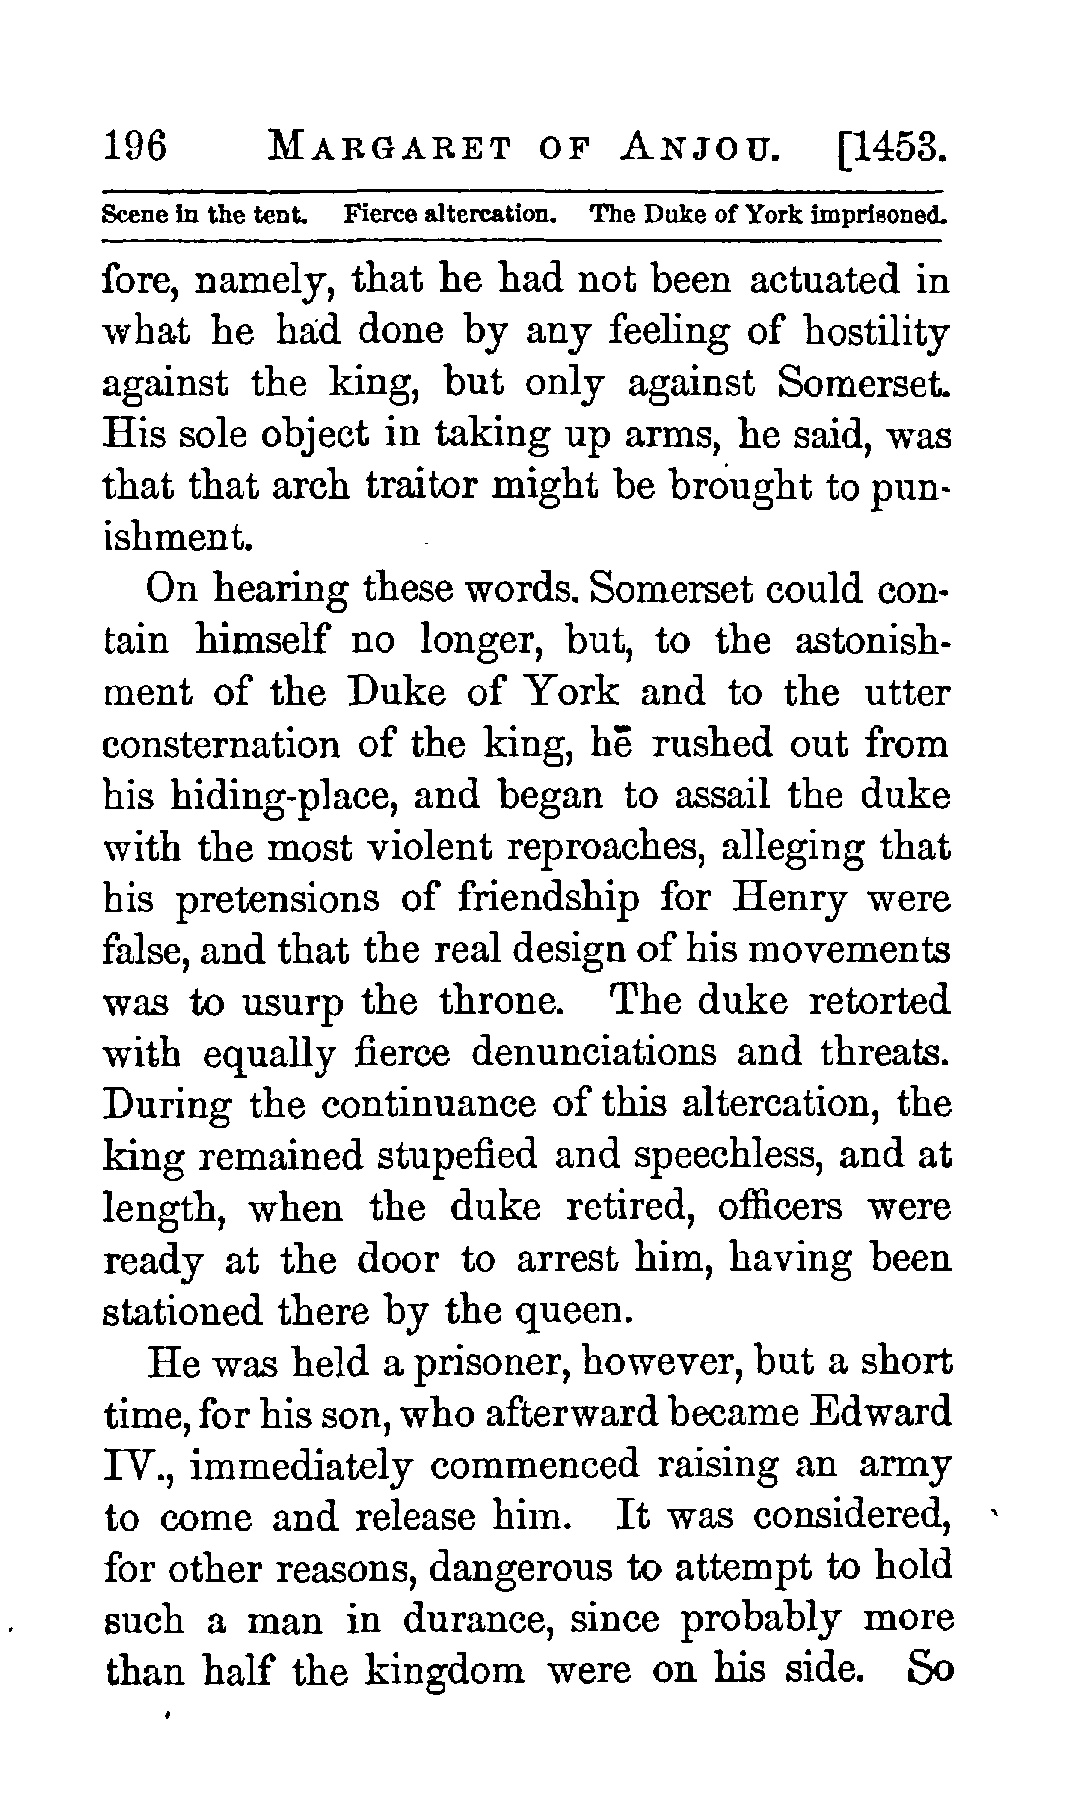 196 MARGARET OF ANJOU. [1453.
Scene in the tent. Fierce altercation. The Duke of York imprisoned.
fore, namely, that he had not been actuated in
what he had done by any feeling of hostility
against the king, but only against Somerset.
His sole object in taking up arms, he said, was
that that arch traitor might be brought to pun-
ishment.
On hearing these words. Somerset could con-
tain himself no longer, but, to the astonish-
ment of the Duke of York and to the utter
consternation of the king, he rushed out from
his hiding-place, and began to assail the duke
with the most violent reproaches, alleging that
his pretensions of friendship for Henry were
false, and that the real design of his movements
was to usurp the throne. The duke retorted
with equally fierce denunciations and threats.
During the continuance of this altercation, the
king remained stupefied and speechless, and at
length, when the duke retired, officers were
ready at the door to arrest him, having been
stationed there by the queen.
He was held a prisoner, however, but a short
time, for his son, who afterward became Edward
IV., immediately commenced raising an army
to come and release him. It was considered,
for other reasons, dangerous to attempt to hold
such a man in durance, since probably more
than half the kingdom were on his side. So